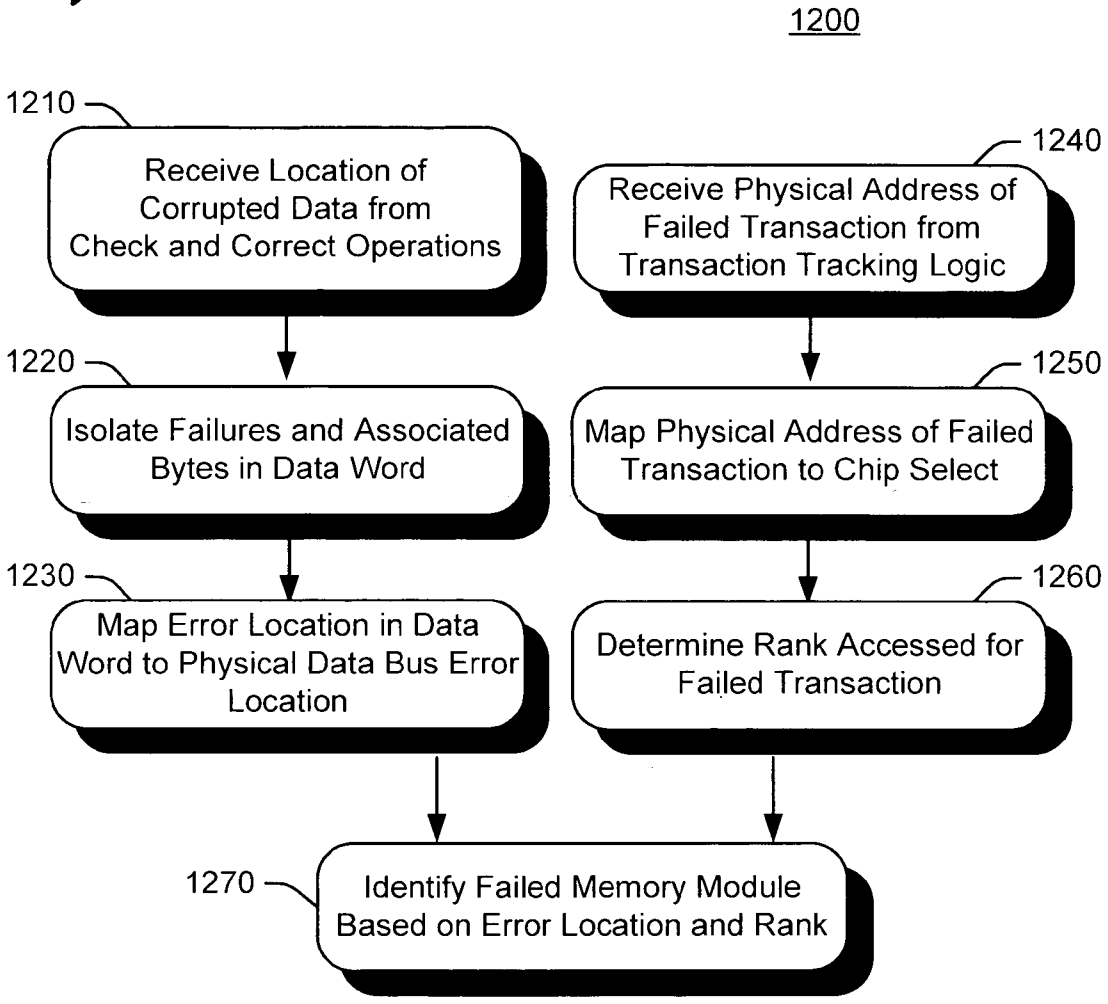 1200
1210
Receive Location of
Corrupted Data from
Check and Correct Operations
1220
Isolate Failures and Associated
Bytes in Data Word
1230
Map Error Location in Data
Word to Physical Data Bus Error
Location
1240
Receive Physical Address of
Failed Transaction from
Transaction Tracking Logic
1250
Map Physical Address of Failed
Transaction to Chip Select
1260
Determine Rank Accessed for
Failed Transaction
1270
Identify Failed Memory Module
Based on Error Location and Rank